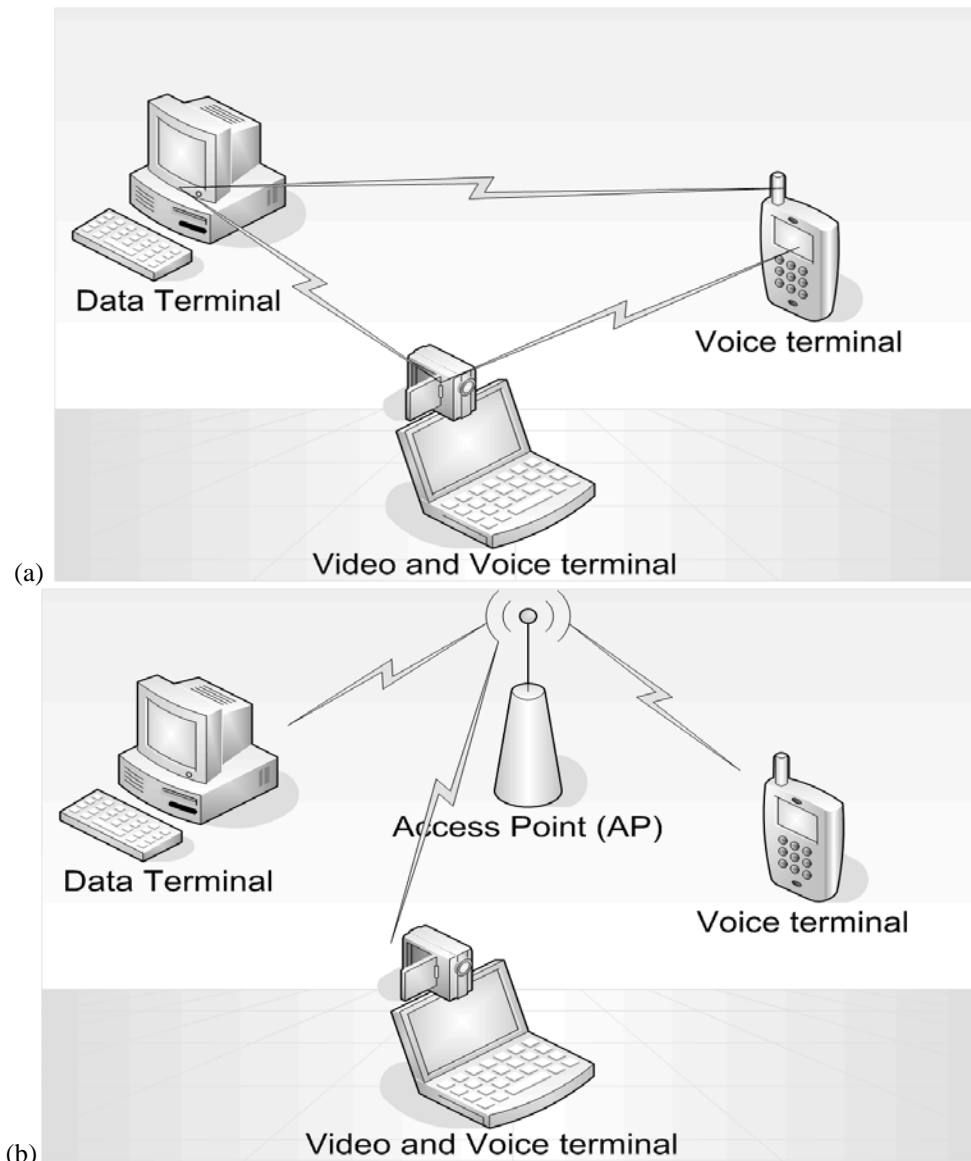 Data Terminal
Voice terminal
Video and Voice terminal
(a)
Access Point (AP)
Data Terminal
Voice terminal
Video and Voice terminal
(b)